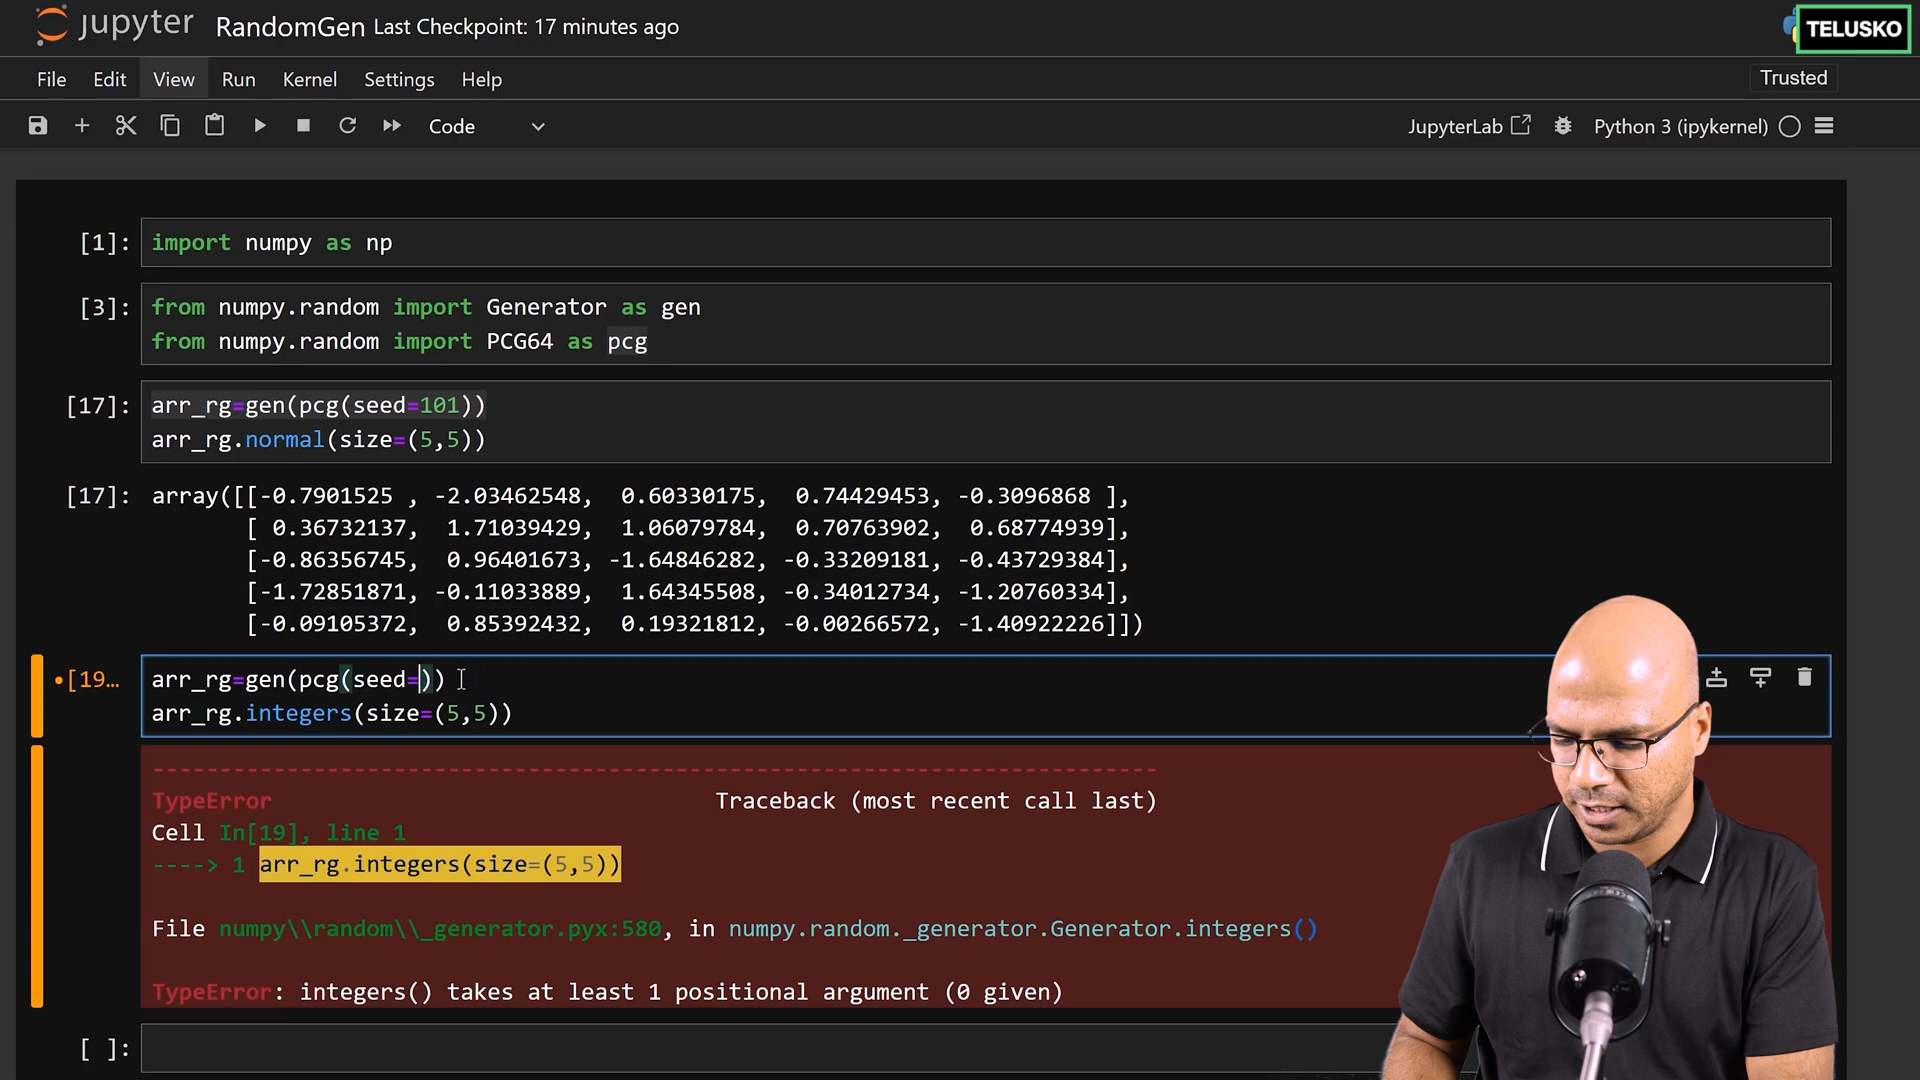 jupyter RandomGen Last Checkpoint: 17 minutes ago
TELUSKO
File Edit View Run Kernel Settings Help
Trusted
Code
JupyterLab
Python 3 (ipykernel)
[1]: import numpy as np
[3]: from numpy.random import Generator as gen
from numpy.random import PCG64 as pcg
[17]: arr_rg=gen(pcg(seed=101))
arr_rg.normal(size=(5,5))
[17]: array([[-0.7901525 , -2.03462548, 0.60330175, 0.74429453, -0.3096868 ],
[ 0.36732137, 1.71039429, 1.06079784, 0.70763902, 0.68774939],
[-0.86356745, 0.96401673, -1.64846282, -0.33209181, -0.43729384],
[-1.72851871, -0.11033889, 1.64345508, -0.34012734, -1.20760334],
[-0.09105372, 0.85392432, 0.19321812, -0.00266572, -1.40922226]])
•[19… arr_rg=gen(pcg(seed=))
arr_rg.integers(size=(5,5))
---------------------------------------------------------------------------
TypeError Traceback (most recent call last)
Cell In[19], line 1
----> 1 arr_rg.integers(size=(5,5))
File numpy\\random\\_generator.pyx:580, in numpy.random._generator.Generator.integers()
TypeError: integers() takes at least 1 positional argument (0 given)
[ ]: